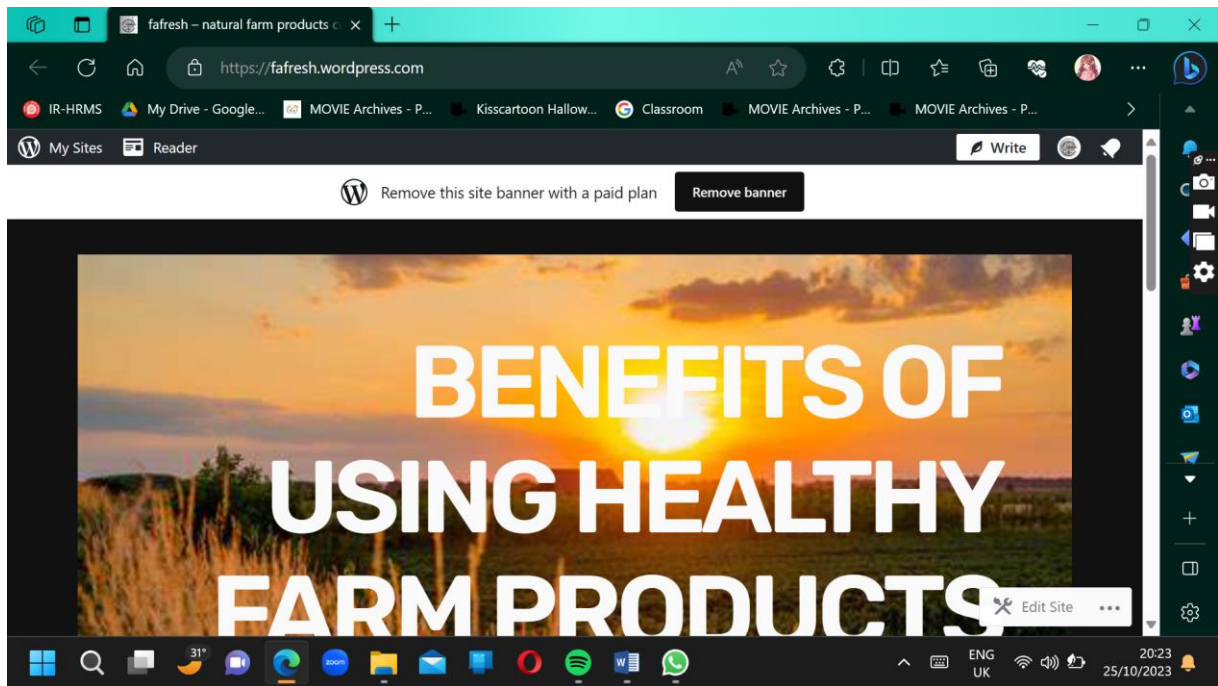 fafresh – natural farm products c
https://fafresh.wordpress.com
IR-HRMS My Drive - Google... MOVIE Archives - P... Kisscartoon Hallow... Classroom MOVIE Archives - P... MOVIE Archives - P...
My Sites Reader Write
Remove this site banner with a paid plan Remove banner
BENEFITS OF
USING HEALTHY
FARM PRODUCTS
Edit Site
31°
zoom
ENG
UK
20:23
25/10/2023